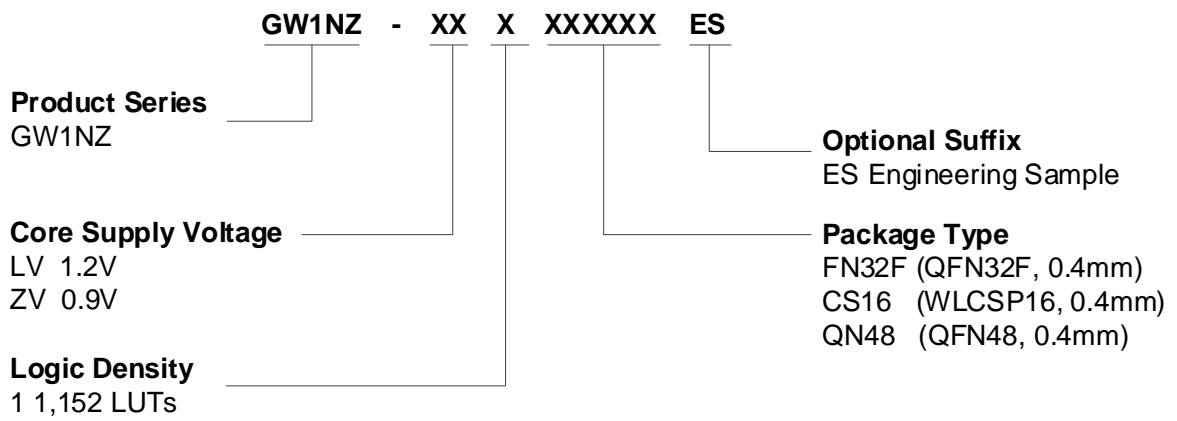 GW1NZ - XX X XXXXXX ES
Product Series
GW1NZ
Core Supply Voltage
LV 1.2V
ZV 0.9V
Logic Density
1 1,152 LUTs
Optional Suffix
ES Engineering Sample
Package Type
FN32F (QFN32F, 0.4mm)
CS16 (WLCSP16, 0.4mm)
QN48 (QFN48, 0.4mm)